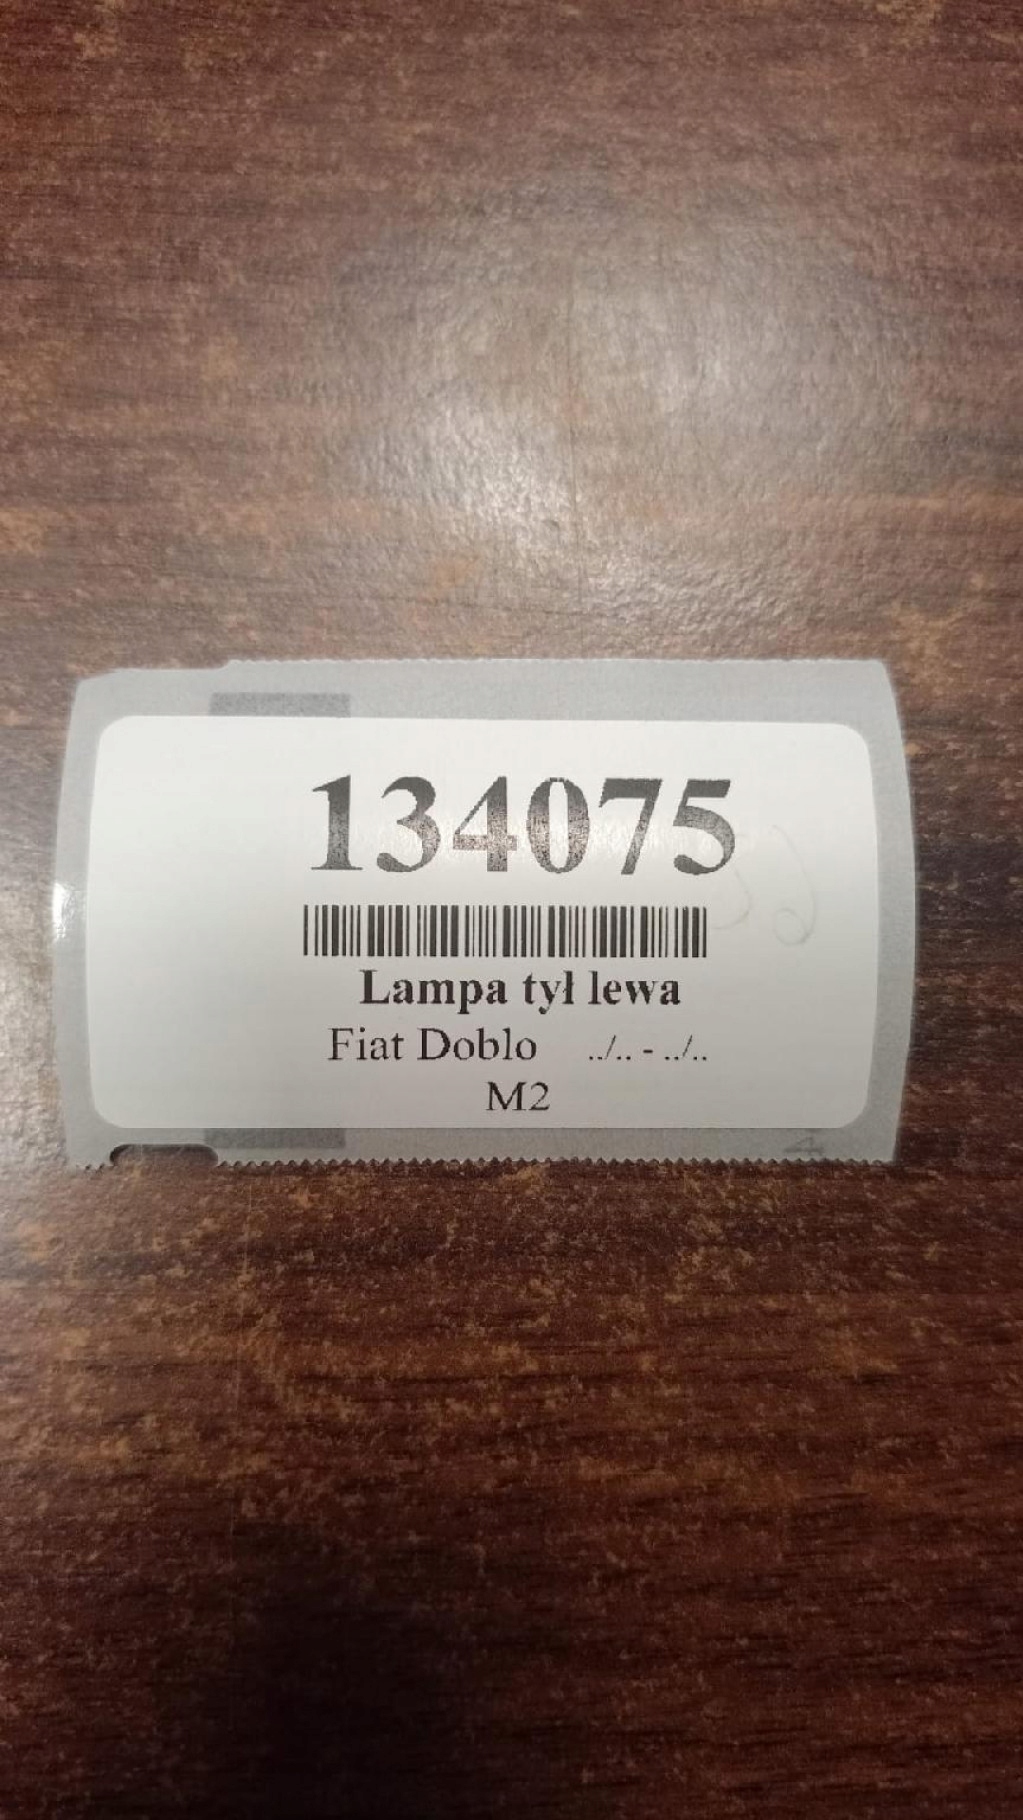 134075
Lampa tył lewa
Fiat Doblo ../.. - ../..
M2